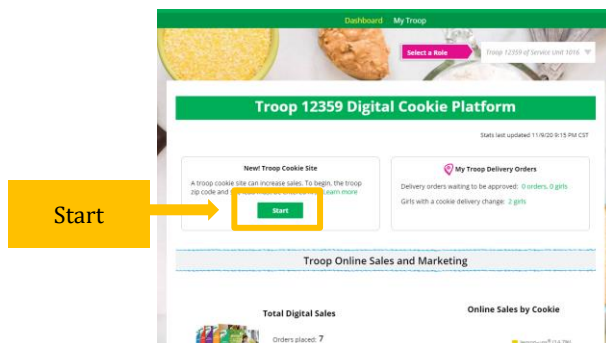 Dashboard My Troop
Select a Role
Troop 12359 of Service Unit 1016
Troop 12359 Digital Cookie Platform
Stats last updated 11/9/20 9:15 PM CST
New! Troop Cookie Site
A troop cookie site can increase sales. To begin, the troop
zip code and
Learn more
Start
My Troop Delivery Orders
Delivery orders waiting to be approved: 0 orders, 0 girls
Girls with a cookie delivery change: 2 girls
Start
Troop Online Sales and Marketing
Total Digital Sales
Orders placed: 7
Online Sales by Cookie